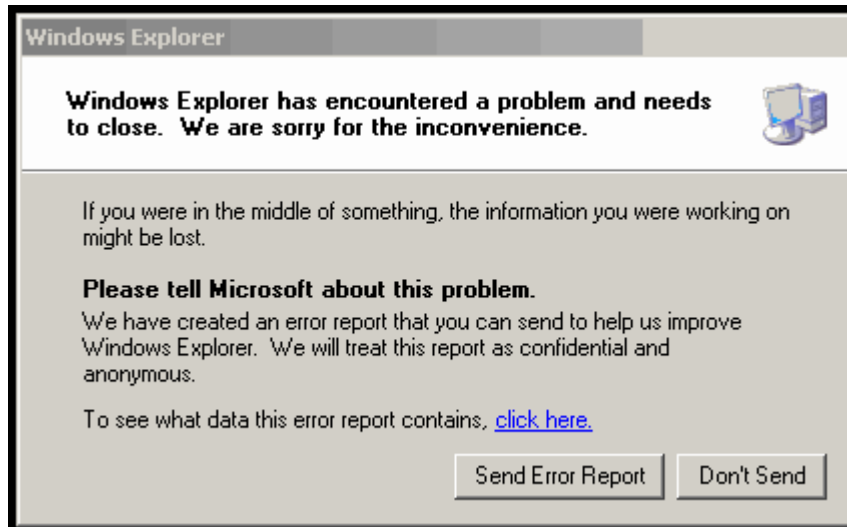 Windows Explorer
Windows Explorer has encountered a problem and needs
to close.  We are sorry for the inconvenience.
If you were in the middle of something, the information you were working on
might be lost.
Please tell Microsoft about this problem.
We have created an error report that you can send to help us improve
Windows Explorer.  We will treat this report as confidential and
anonymous.
To see what data this error report contains, click here.
Send Error Report
Don't Send